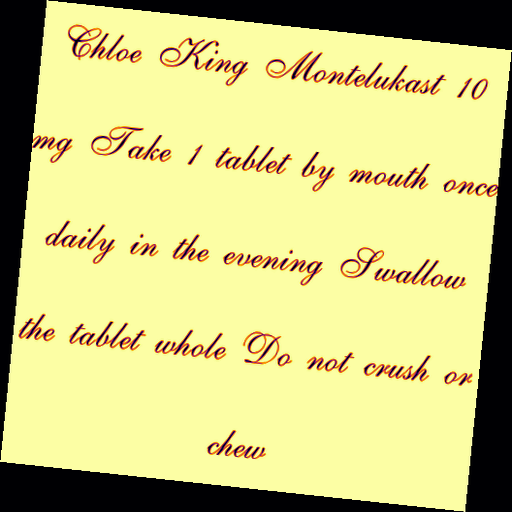 Chloe King Montelukast 10
mg Take 1 tablet by mouth once
daily in the evening Swallow
the tablet whole Do not crush or
chew